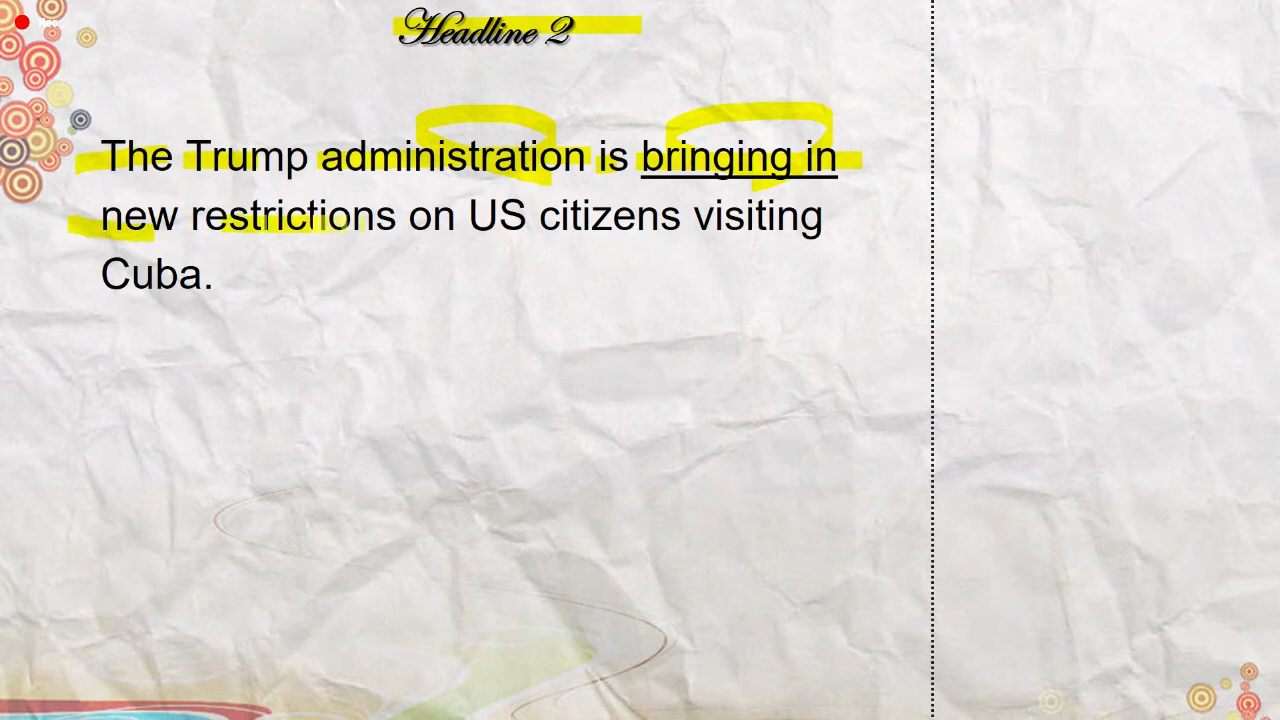 Headline 2
The Trump administration is bringing in
new restrictions on US citizens visiting
Cuba.